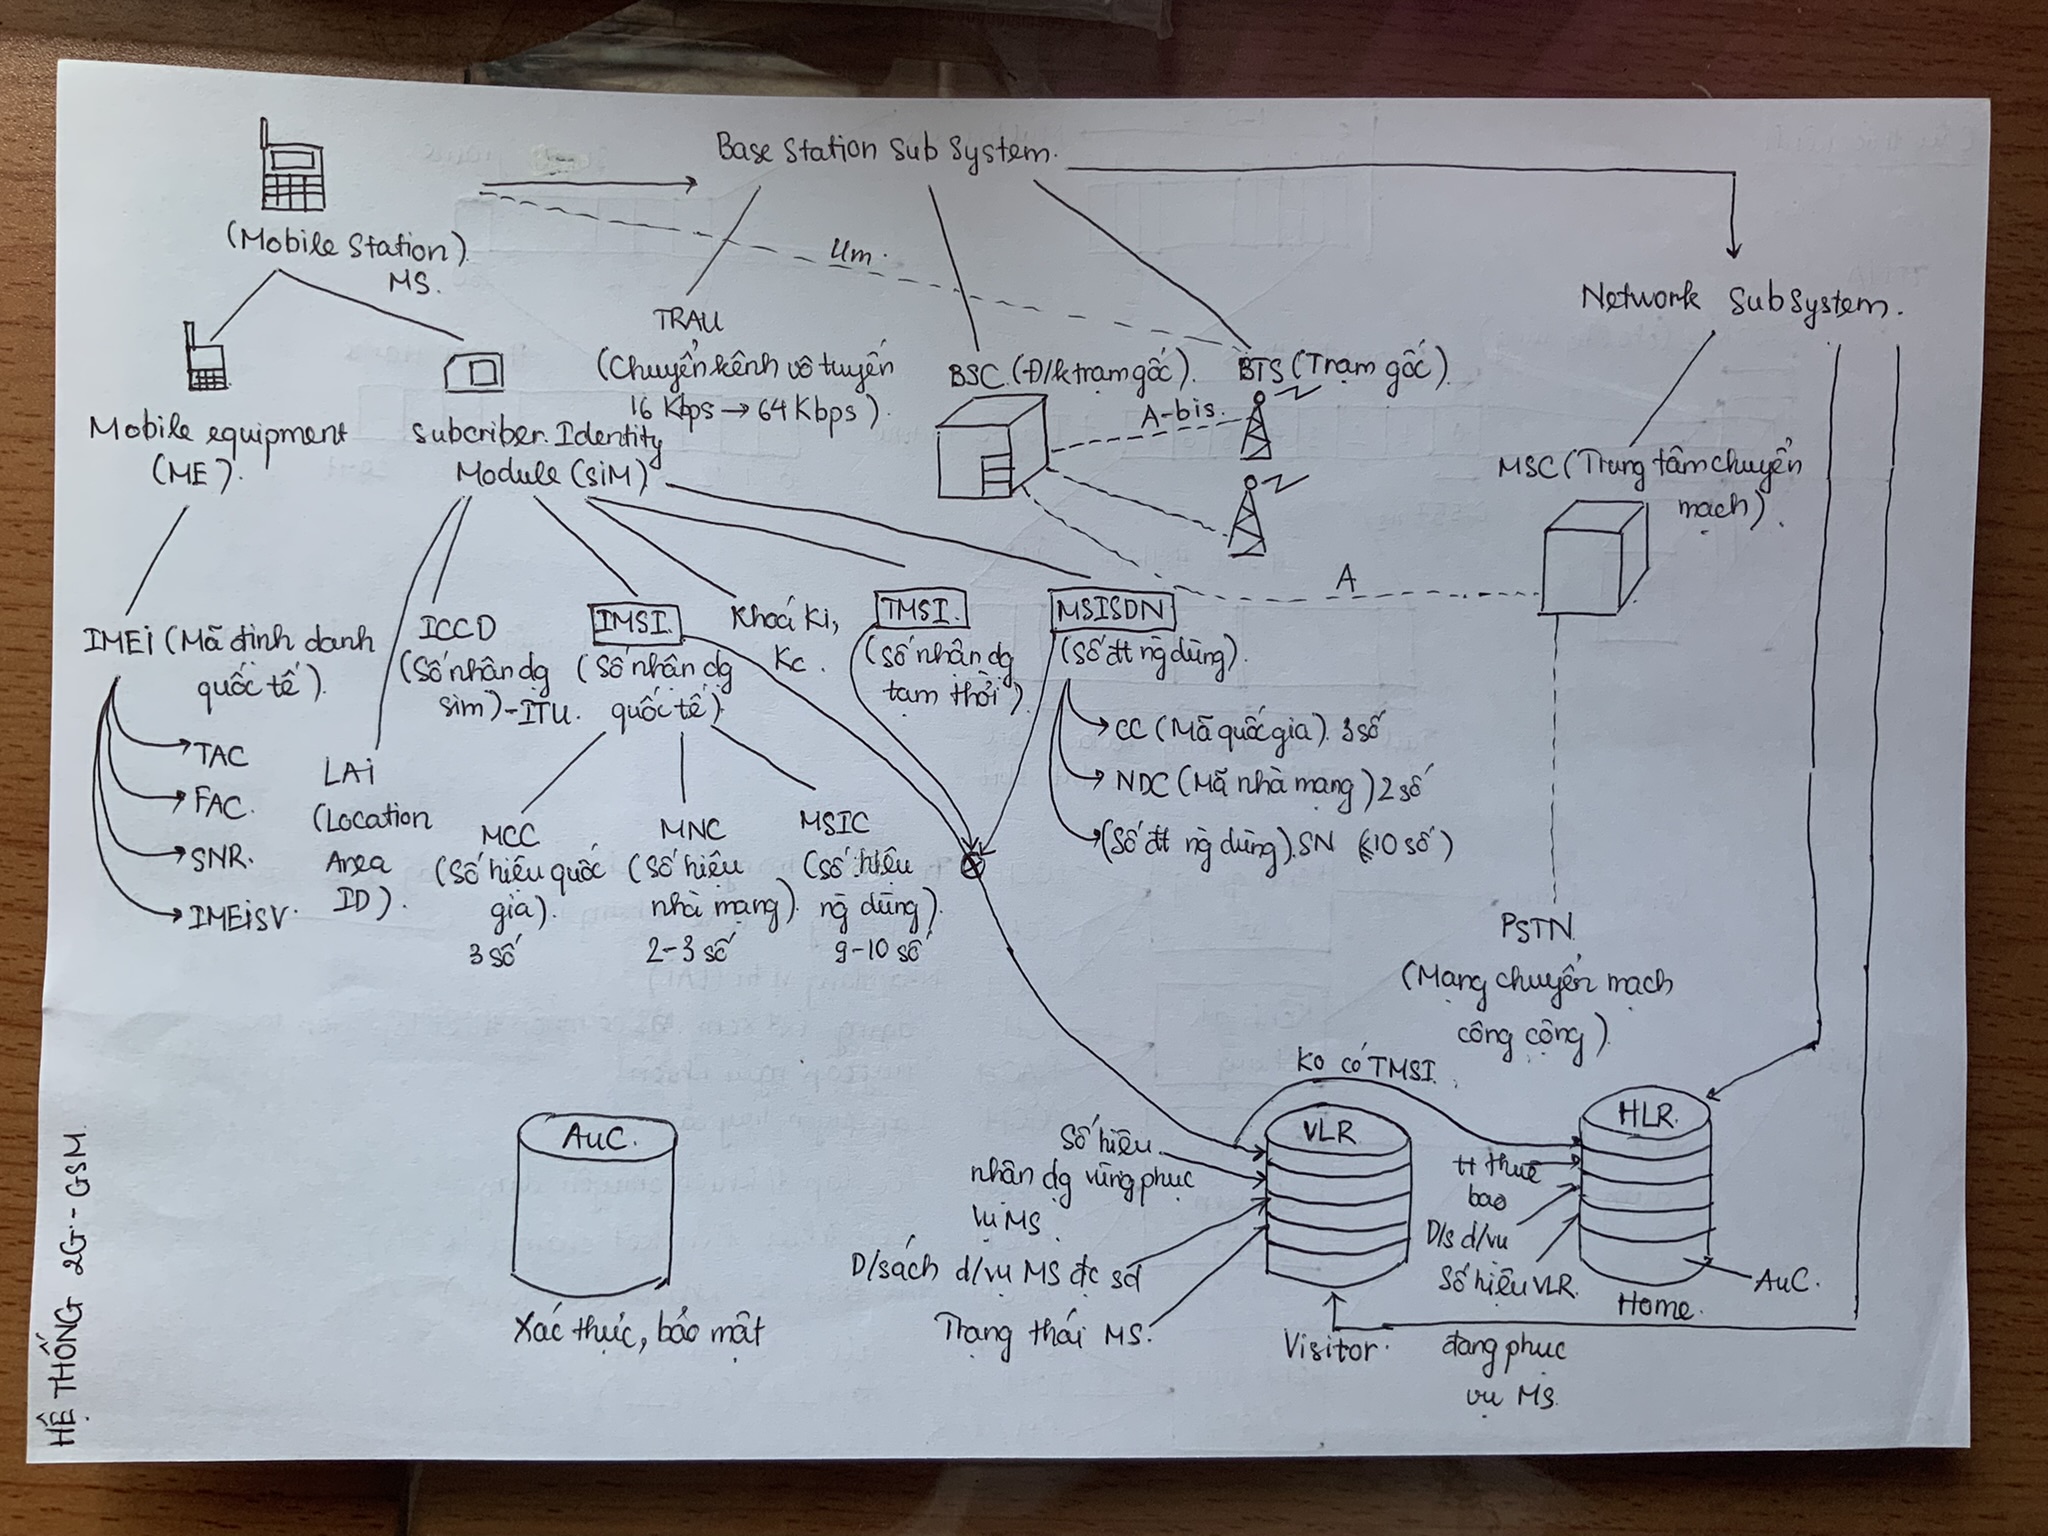 Base Station Sub System.
(Mobile Station).
MS.
Um.
Network SubSystem.
TRAU
(Chuyển kênh vô tuyến
16 Kbps → 64 Kbps).
BSC (Đ/k trạm gốc).
BTS (Trạm gốc).
A-bis.
Mobile equipment
(ME).
Subcriber Identity
Module (SiM)
MSC (Trung tâm chuyển
mạch).
A
IMEi (Mã định danh
quốc tế).
TAC
FAC.
SNR.
IMEiSV.
LAi
(Location
Area
ID).
ICCD
(Số nhận dg
sim)-ITU.
IMSI.
(Số nhận dg
quốc tế)
Khoá Ki,
Kc.
TMSI.
(Số nhận dg
tạm thời)
MSISDN
(Số đt ng dùng).
CC (Mã quốc gia). 3 số
NDC (Mã nhà mạng) 2 số
(Số đt ng dùng). SN (≤10 số)
MCC
(Số hiệu quốc
gia).
3 số
MNC
(Số hiệu
nhà mạng).
2-3 số
MSIC
(Số hiệu
ng dùng).
9-10 số
PSTN
(Mạng chuyển mạch
công cộng).
Ko có TMSI.
AuC.
Xác thực, bảo mật
VLR
Số hiệu
nhận dg vùng phục
vụ MS
D/sách d/vụ MS đc sd
Trạng thái MS.
Visitor.
HLR.
tt thuê
bao
D/s d/vụ
Số hiệu VLR.
đang phục
vụ MS
Home.
AuC.
HỆ THỐNG 2G - GSM.